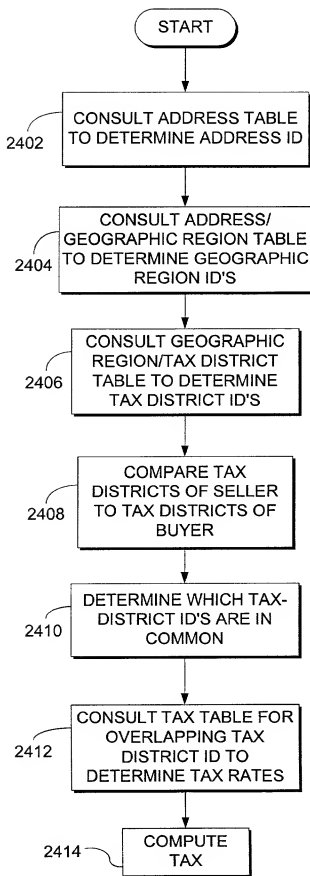 START
2402
CONSULT ADDRESS TABLE
TO DETERMINE ADDRESS ID
2404
CONSULT ADDRESS/
GEOGRAPHIC REGION TABLE
TO DETERMINE GEOGRAPHIC
REGION ID'S
2406
CONSULT GEOGRAPHIC
REGION/TAX DISTRICT
TABLE TO DETERMINE
TAX DISTRICT ID'S
2408
COMPARE TAX
DISTRICTS OF SELLER
TO TAX DISTRICTS OF
BUYER
2410
DETERMINE WHICH TAX-
DISTRICT ID'S ARE IN
COMMON
2412
CONSULT TAX TABLE FOR
OVERLAPPING TAX
DISTRICT ID TO
DETERMINE TAX RATES
2414
COMPUTE
TAX